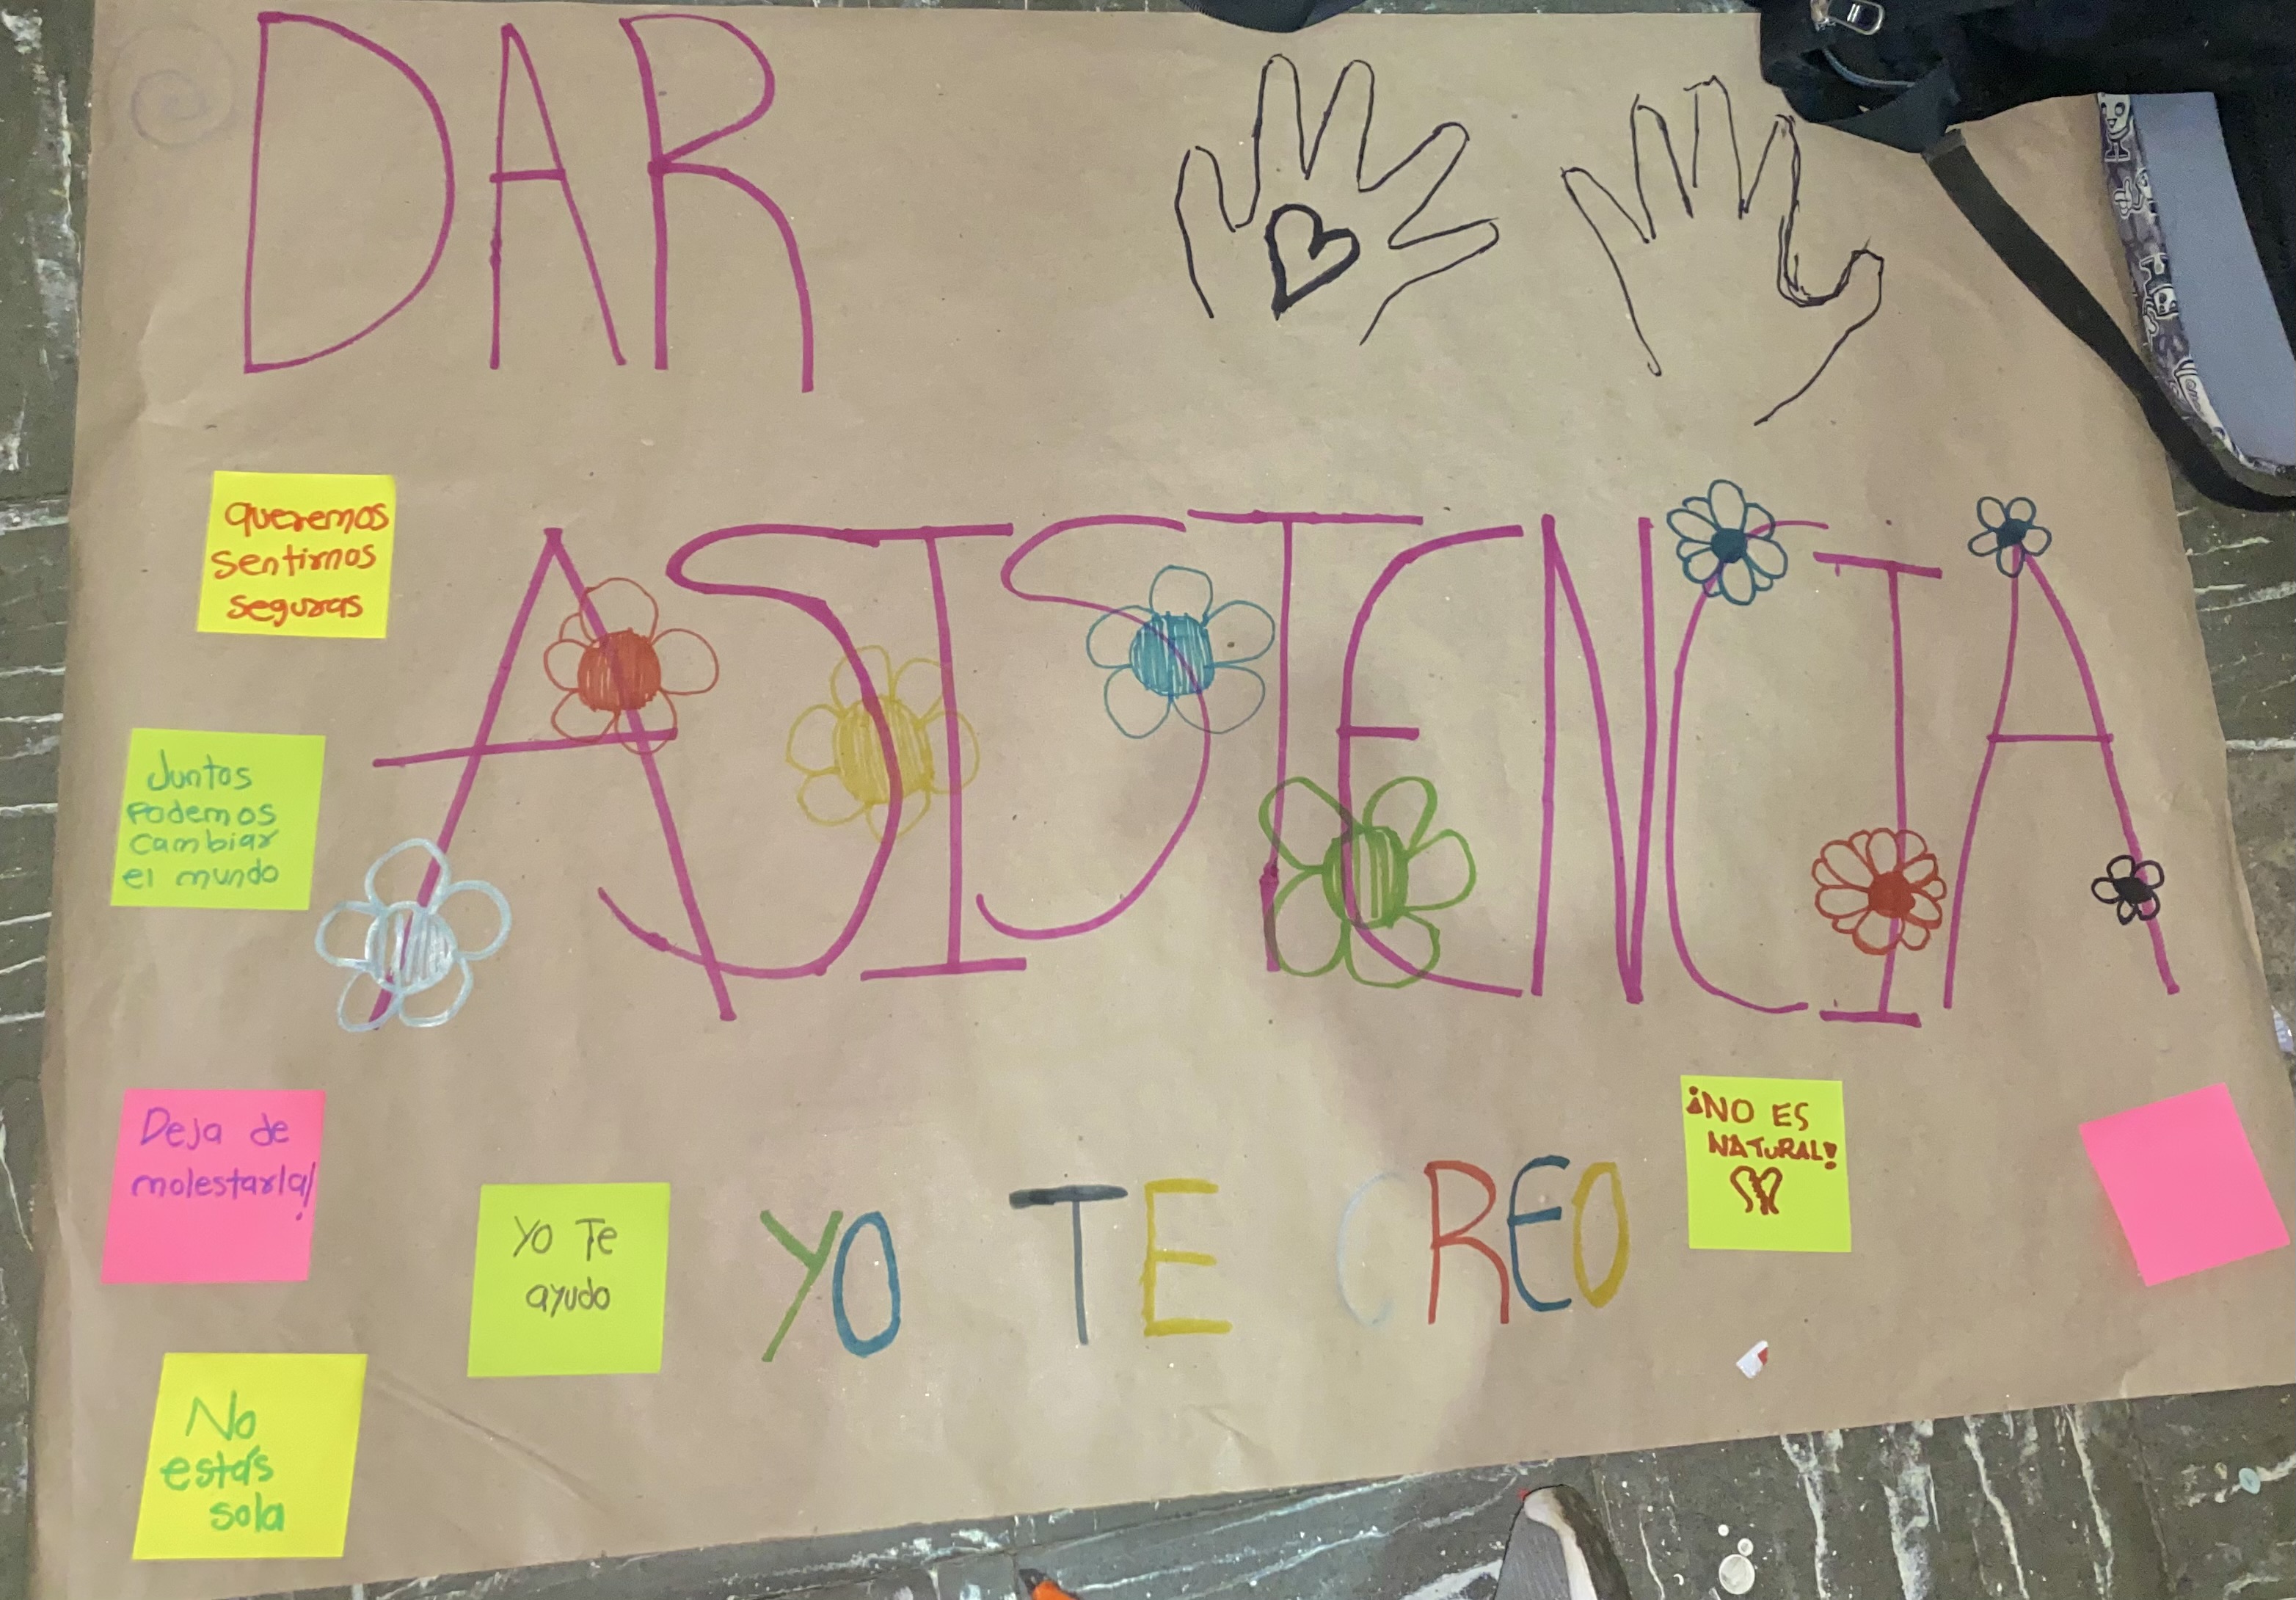 DAR
queremos
sentirnos
seguras
ASISTENCIA
Juntos
podemos
cambiar
el mundo
Deja de
molestarla!
Yo Te
ayudo
YO TE CREO
¡NO ES
NATURAL!
No
estás
sola